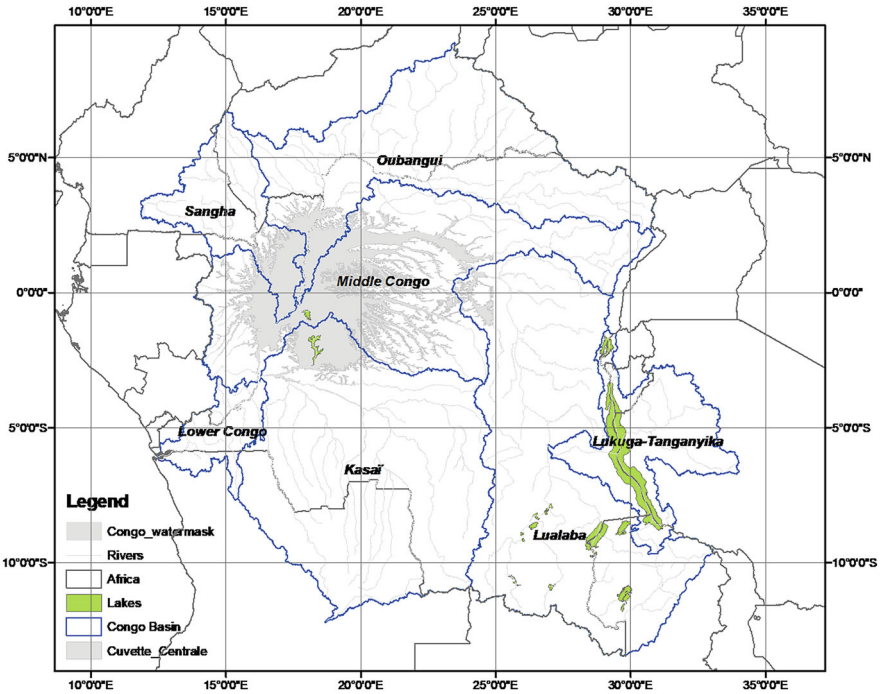 10°0'0"E 15°0'0"E 20°0'0"E 25°0'0"E 30°0'0"E 35°0'0"E
5°0'0"N 5°0'0"N
Oubangui
Sangha
Middle Congo
0°0'0"N 0°0'0"N
5°0'0"S 5°0'0"S
Lower Congo
Lukuga-Tanganyika
Kasaï
Legend
Congo_watermask
Lualaba
Rivers
10°0'0"S 10°0'0"S
Africa
Lakes
Congo Basin
Cuvette_Centrale
10°0'0"E 15°0'0"E 20°0'0"E 25°0'0"E 30°0'0"E 35°0'0"E